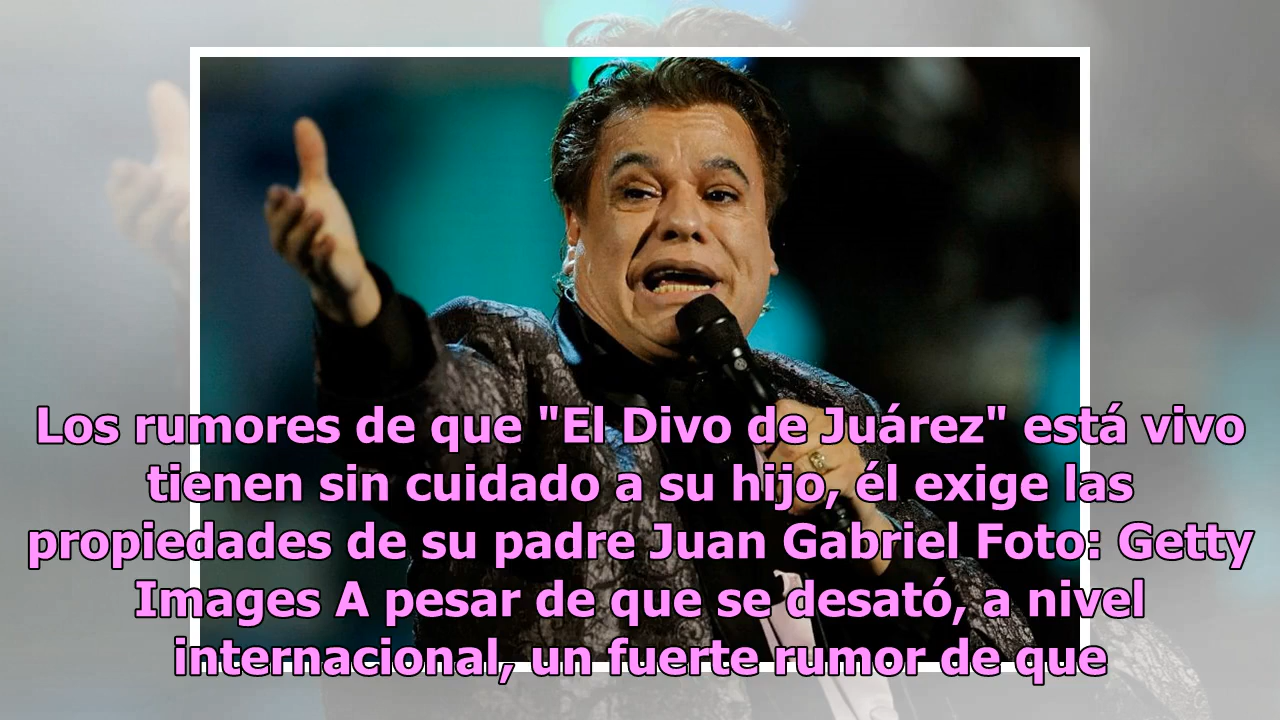 Los rumores de que "El Divo de Juárez" está vivo
tienen sin cuidado a su hijo, él exige las
propiedades de su padre Juan Gabriel Foto: Getty
Images A pesar de que se desató, a nivel
internacional, un fuerte rumor de que